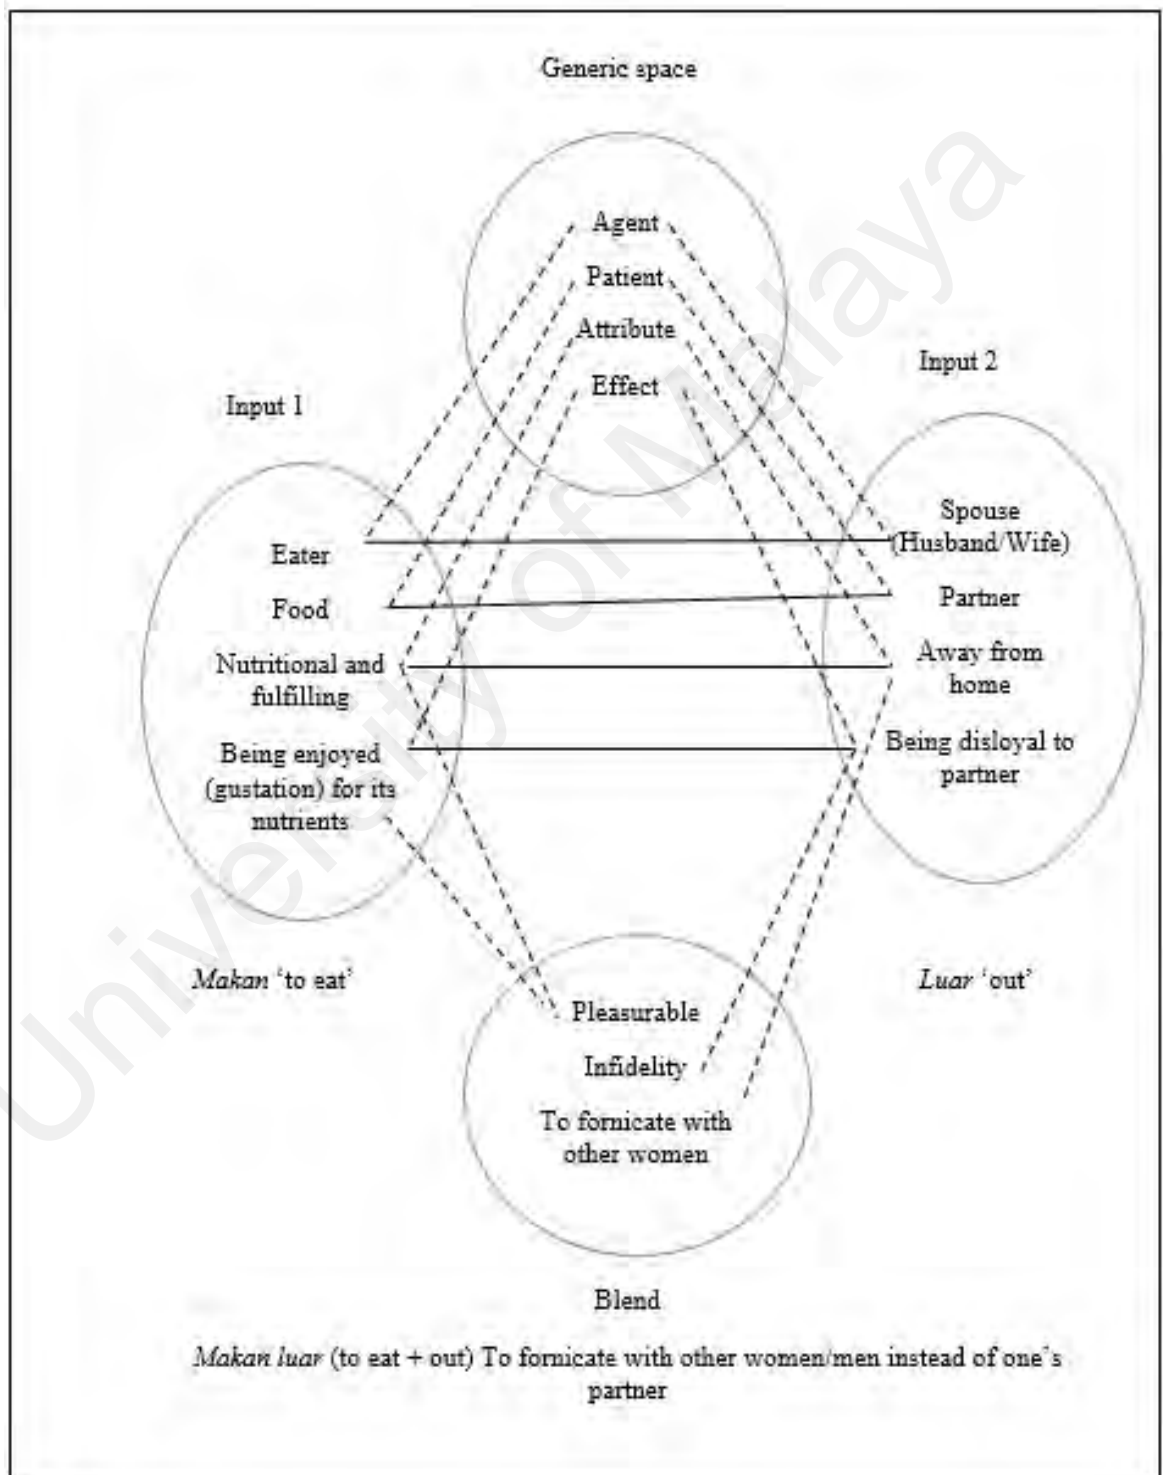 Generic space
Agent
Patient
Attribute
Effect
Input 1
Input 2
Eater
Food
Nutritional and
fulfilling
Being enjoyed
(gustation) for its
nutrients
Spouse
(Husband/Wife)
Partner
Away from
home
Being disloyal to
partner
Makan ‘to eat’
Luar ‘out’
Pleasurable
Infidelity
To fornicate with
other women
Blend
Makan luar (to eat + out) To fornicate with other women/men instead of one’s
partner
University of Malaya